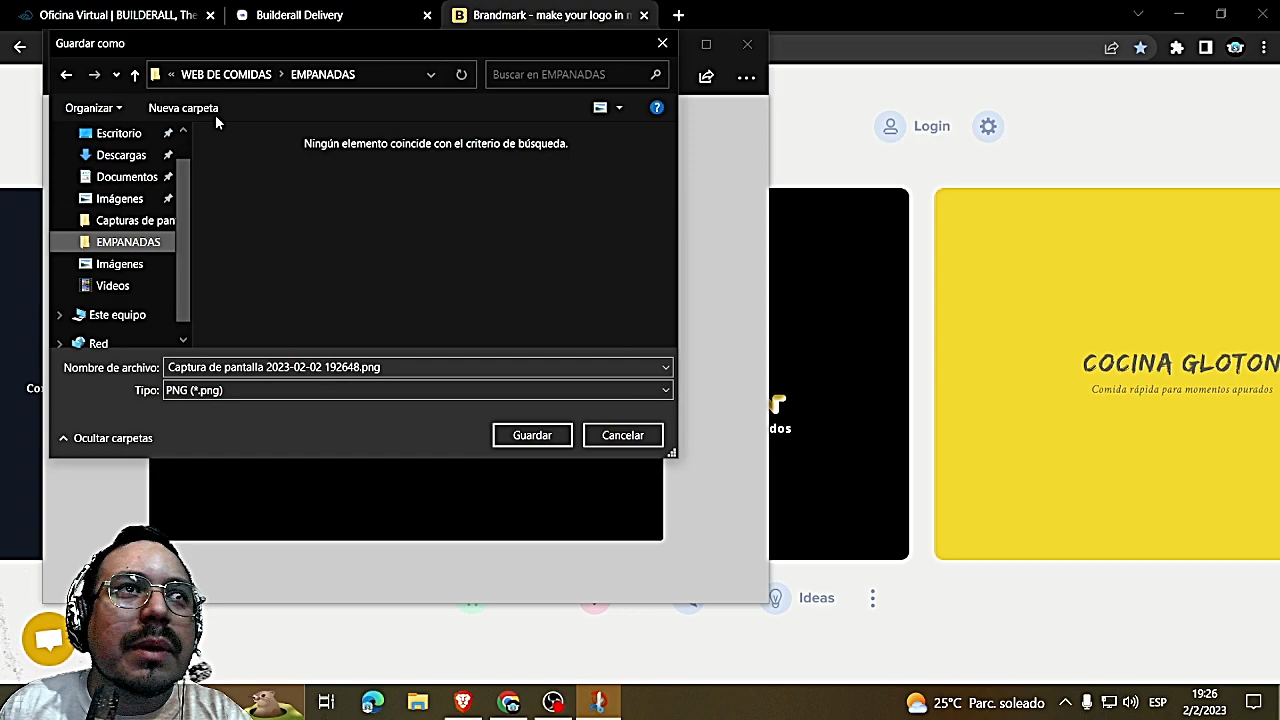 Oficina Virtual | BUILDERALL, The
Builderall Delivery
Brandmark - make your logo in m
Guardar como
« WEB DE COMIDAS > EMPANADAS
Buscar en EMPANADAS
Organizar
Nueva carpeta
Login
Escritorio
Descargas
Documentos
Imágenes
Capturas de pan
EMPANADAS
Imágenes
Vídeos
Este equipo
Red
Ningún elemento coincide con el criterio de búsqueda.
Nombre de archivo: Captura de pantalla 2023-02-02 192648.png
Tipo: PNG (*.png)
Ocultar carpetas
Guardar
Cancelar
Co
dos
COCINA GLOTON
Comida rápida para momentos apurados
Ideas
25°C Parc. soleado
ESP
19:26
2/2/2023